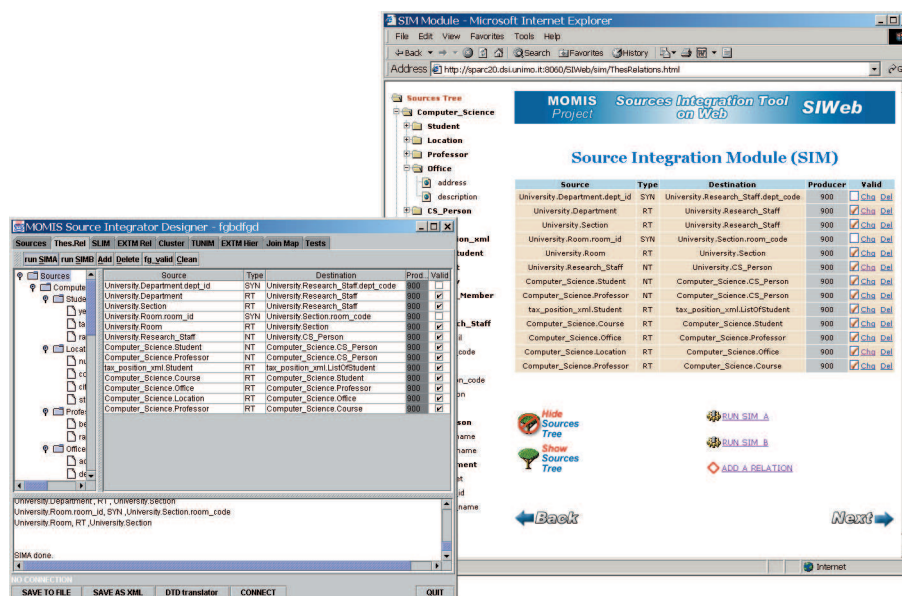 SIM Module - Microsoft Internet Explorer
File Edit View Favorites Tools Help
Back Search Favorites History
Address http://sparc20.dsi.unimo.it:8060/SIWeb/sim/ThesRelations.html
Sources Tree
Computer_Science
Student
Location
Professor
Office
address
description
CS_Person
MOMIS Project
Sources Integration Tool on Web
SIWeb
Source Integration Module (SIM)
Source Type Destination Producer Valid
University.Department.dept_id SYN University.Research_Staff.dept_code 900 Chg Del
University.Department RT University.Research_Staff 900 Chg Del
University.Section RT University.Research_Staff 900 Chg Del
University.Room.room_id SYN University.Section.room_code 900 Chg Del
University.Room RT University.Section 900 Chg Del
University.Research_Staff NT University.CS_Person 900 Chg Del
Computer_Science.Student NT Computer_Science.CS_Person 900 Chg Del
Computer_Science.Professor NT Computer_Science.CS_Person 900 Chg Del
tax_position_xml.Student RT tax_position_xml.ListOfStudent 900 Chg Del
Computer_Science.Course RT Computer_Science.Student 900 Chg Del
Computer_Science.Office RT Computer_Science.Professor 900 Chg Del
Computer_Science.Location RT Computer_Science.Office 900 Chg Del
Computer_Science.Professor RT Computer_Science.Course 900 Chg Del
Hide Sources Tree
Show Sources Tree
RUN SIM A
RUN SIM B
ADD A RELATION
Back
Next
Internet
MOMIS Source Integrator Designer - fgbdfgd
Sources Thes.Rel SLIM EXTM Rel Cluster TUNIM EXTM Hier Join Map Tests
run SIMA run SIMB Add Delete fg_valid Clean
Sources
Compute
Stude
ye
ta
ra
Locat
nu
co
cit
st
Profes
be
ra
Office
ad
de
Source Type Destination Prod... Valid
University.Department.dept_id SYN University.Research_Staff.dept_code 900
University.Department RT University.Research_Staff 900
University.Section RT University.Research_Staff 900
University.Room.room_id SYN University.Section.room_code 900
University.Room RT University.Section 900
University.Research_Staff NT University.CS_Person 900
Computer_Science.Student NT Computer_Science.CS_Person 900
Computer_Science.Professor NT Computer_Science.CS_Person 900
tax_position_xml.Student RT tax_position_xml.ListOfStudent 900
Computer_Science.Course RT Computer_Science.Student 900
Computer_Science.Office RT Computer_Science.Professor 900
Computer_Science.Location RT Computer_Science.Office 900
Computer_Science.Professor RT Computer_Science.Course 900
University.Department , RT , University.Section
University.Room.room_id, SYN ,University.Section.room_code
University.Room, RT ,University.Section
SIMA done.
NO CONNECTION
SAVE TO FILE SAVE AS XML DTD translator CONNECT QUIT